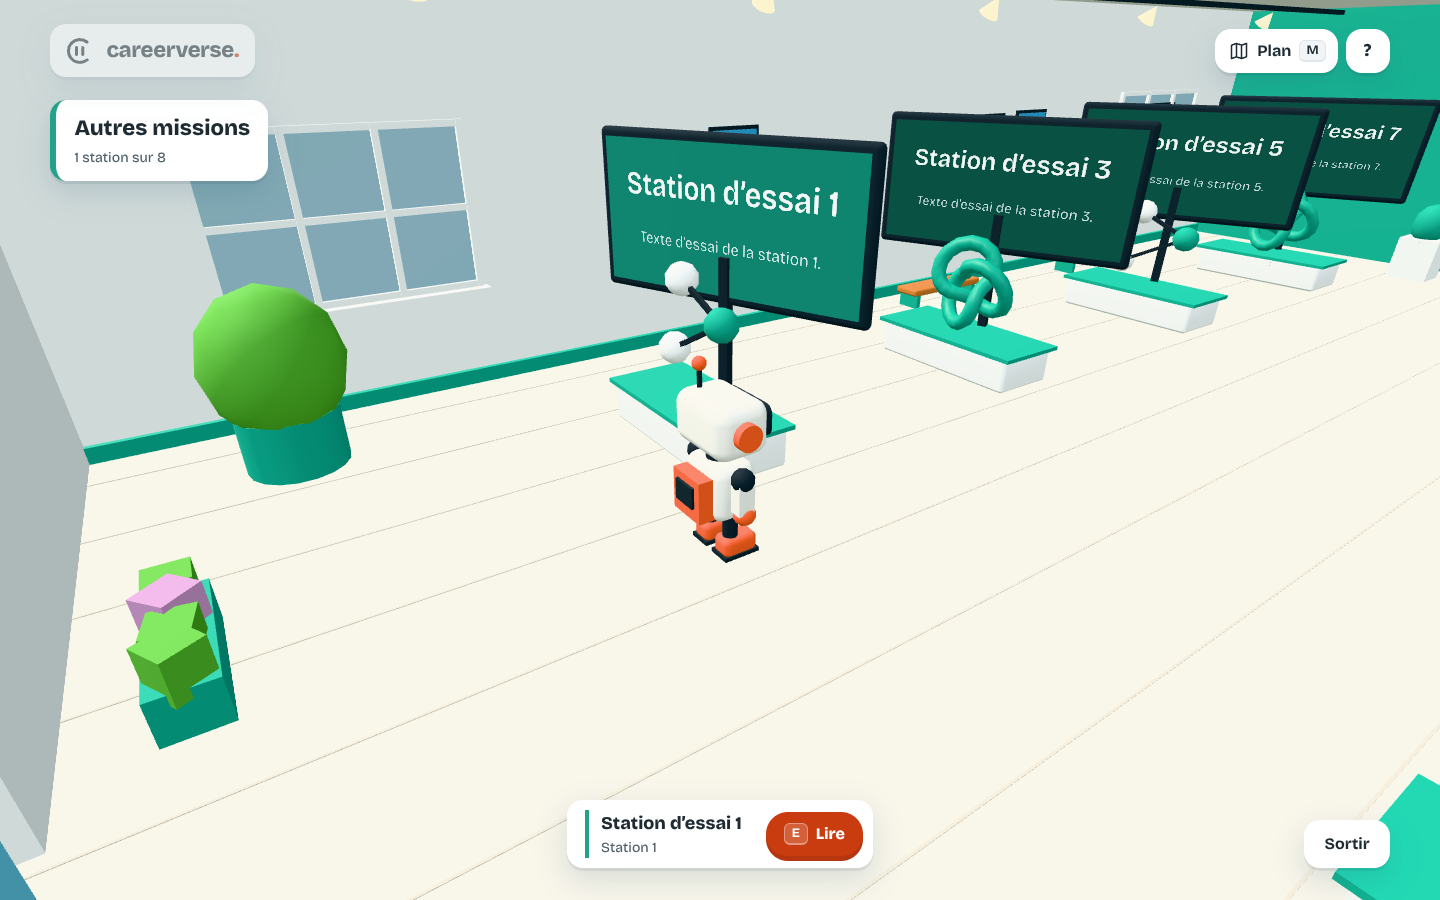 careerverse.
Plan M
?
Autres missions
1 station sur 8
Station d'essai 1
Texte d'essai de la station 1.
Station d'essai 3
Texte d'essai de la station 3.
d'essai 5
de la station 5.
d'essai 7
de la station 7.
Station d'essai 1
Station 1
E Lire
Sortir